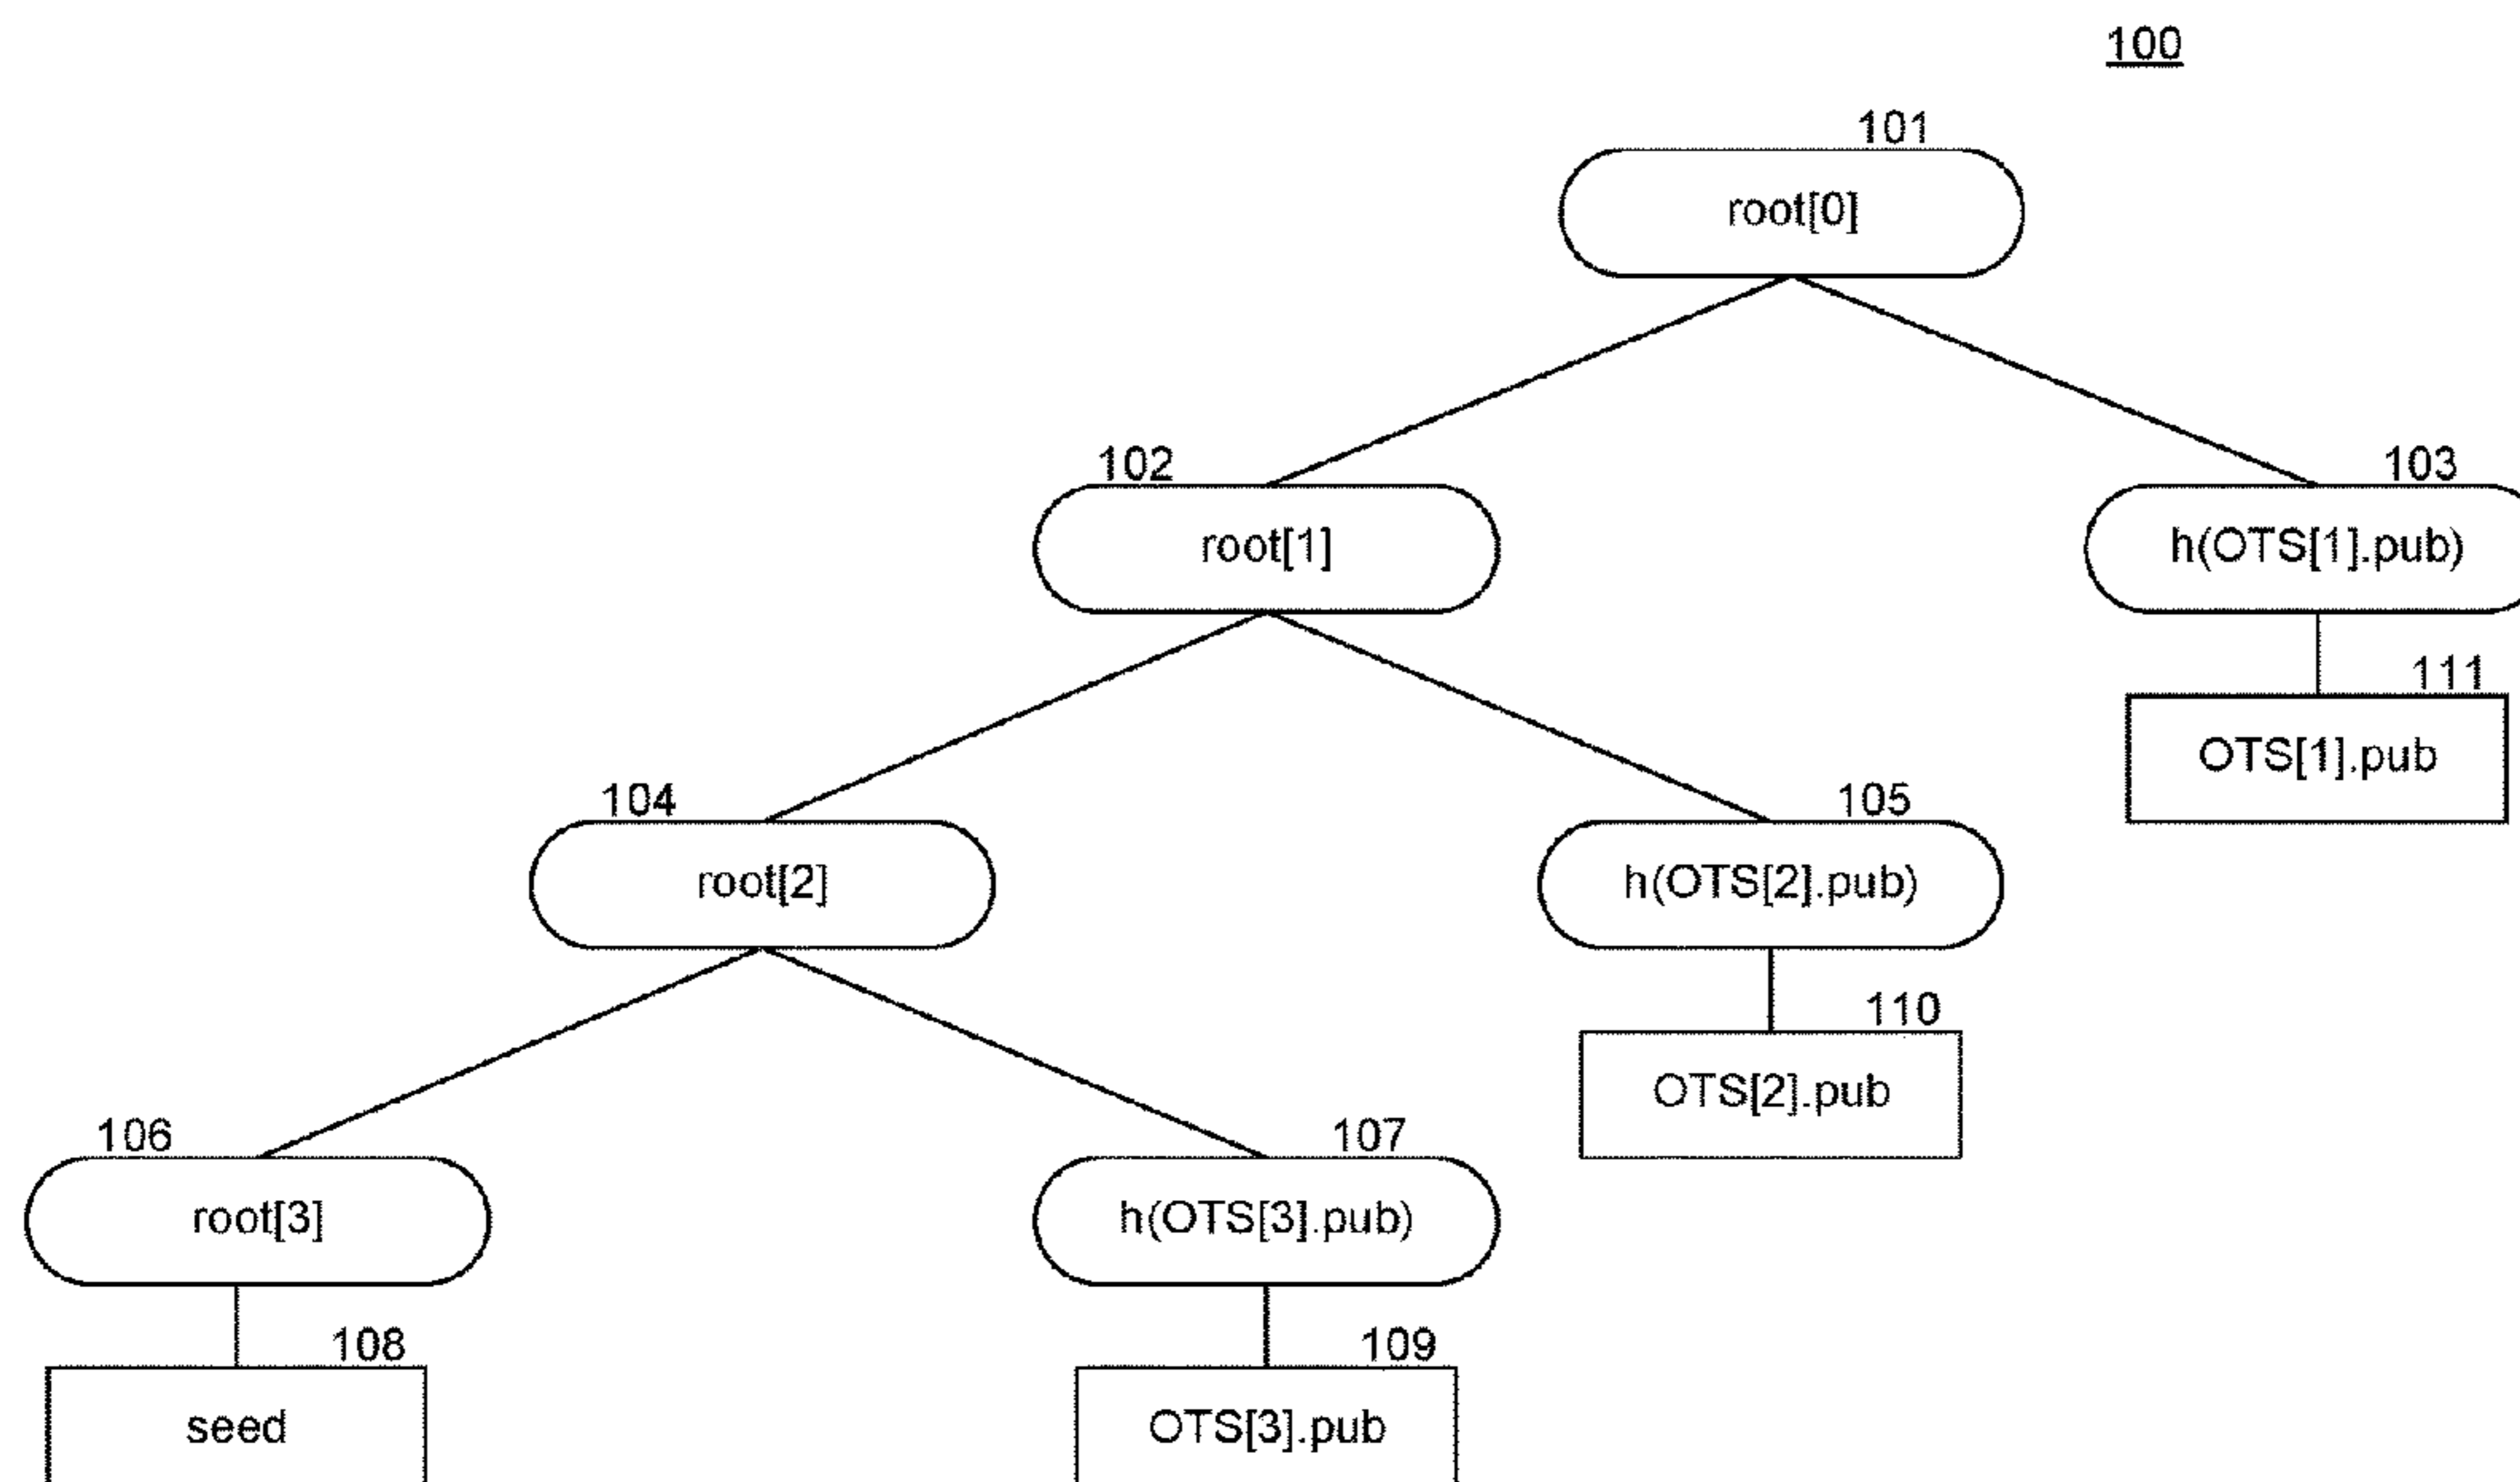 100
101
root[0]
102
103
root[1]
h(OTS[1].pub)
111
OTS[1].pub
104
105
root[2]
h(OTS[2].pub)
110
OTS[2].pub
106
107
root[3]
h(OTS[3].pub)
108
109
seed
OTS[3].pub